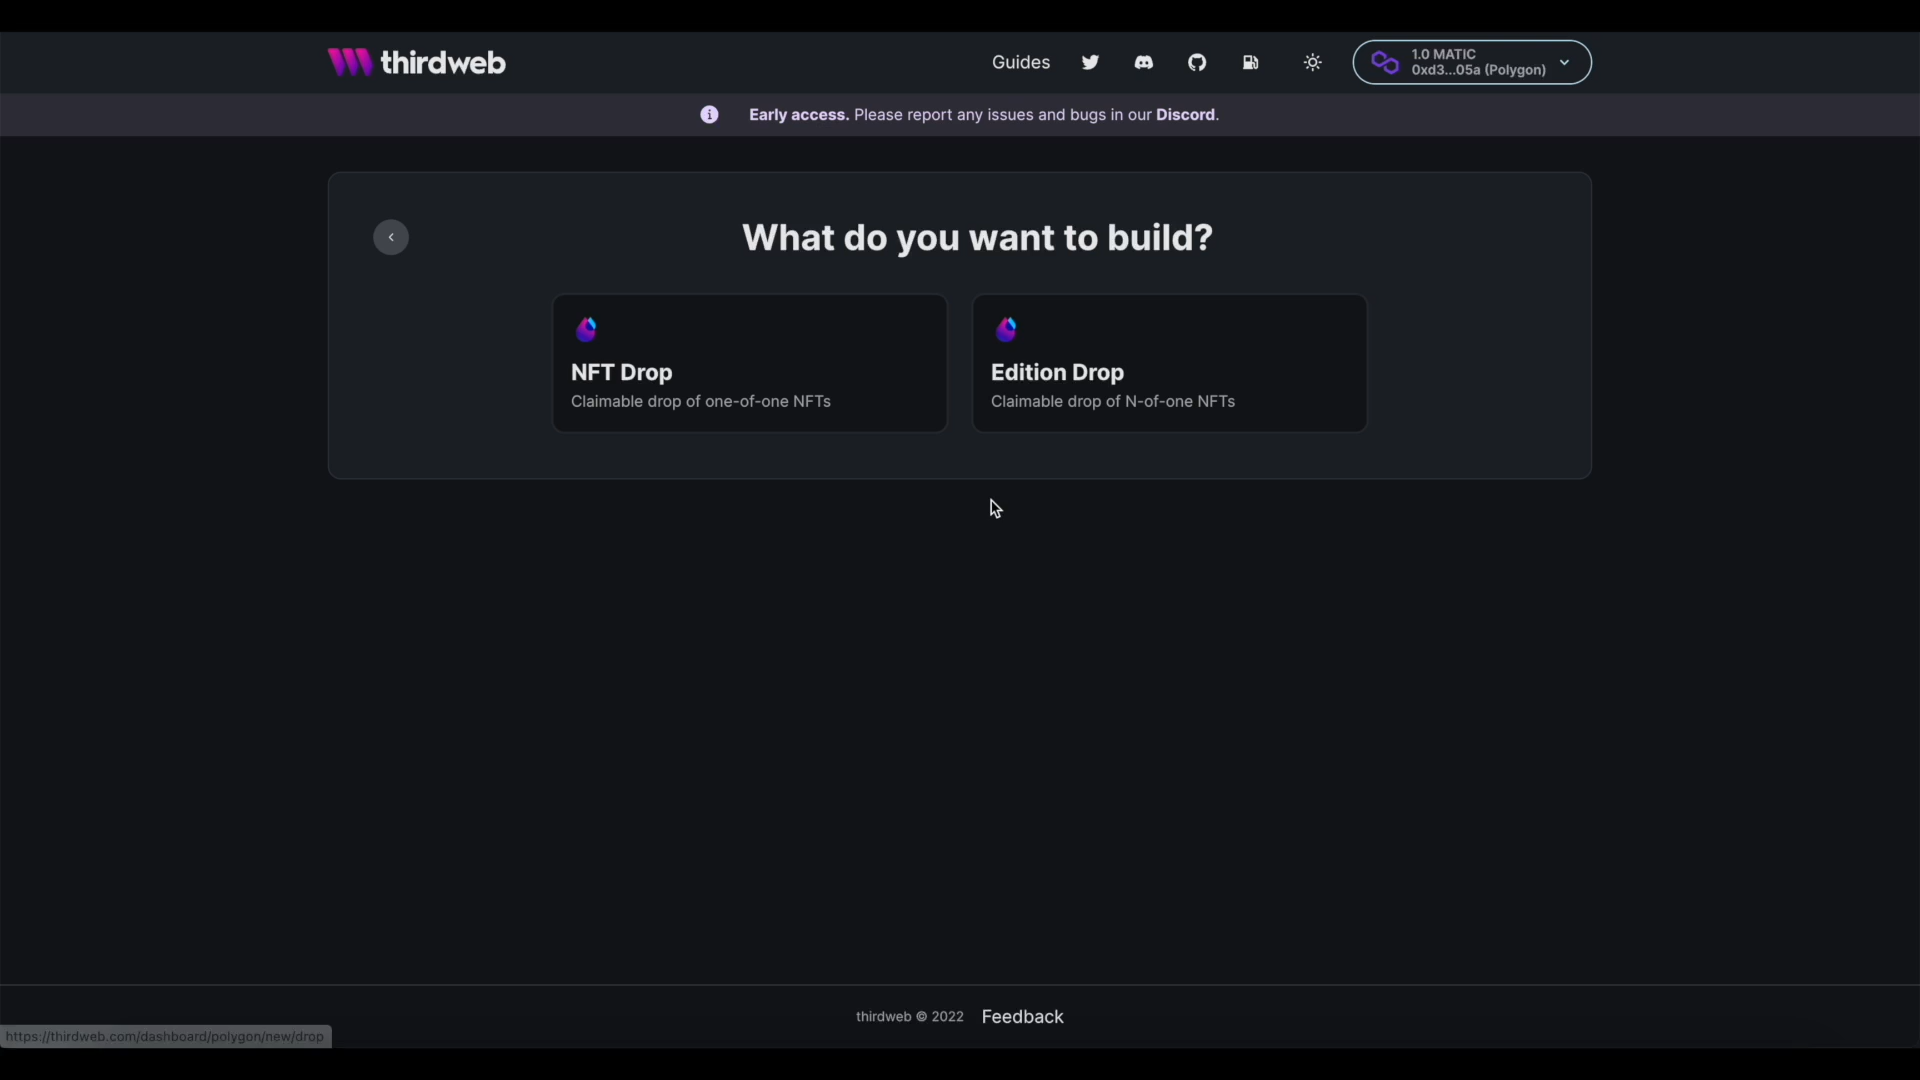 thirdweb
Guides
1.0 MATIC
0xd3...05a (Polygon)
Early access. Please report any issues and bugs in our Discord.
What do you want to build?
NFT Drop
Claimable drop of one-of-one NFTs
Edition Drop
Claimable drop of N-of-one NFTs
thirdweb © 2022 Feedback
https://thirdweb.com/dashboard/polygon/new/drop